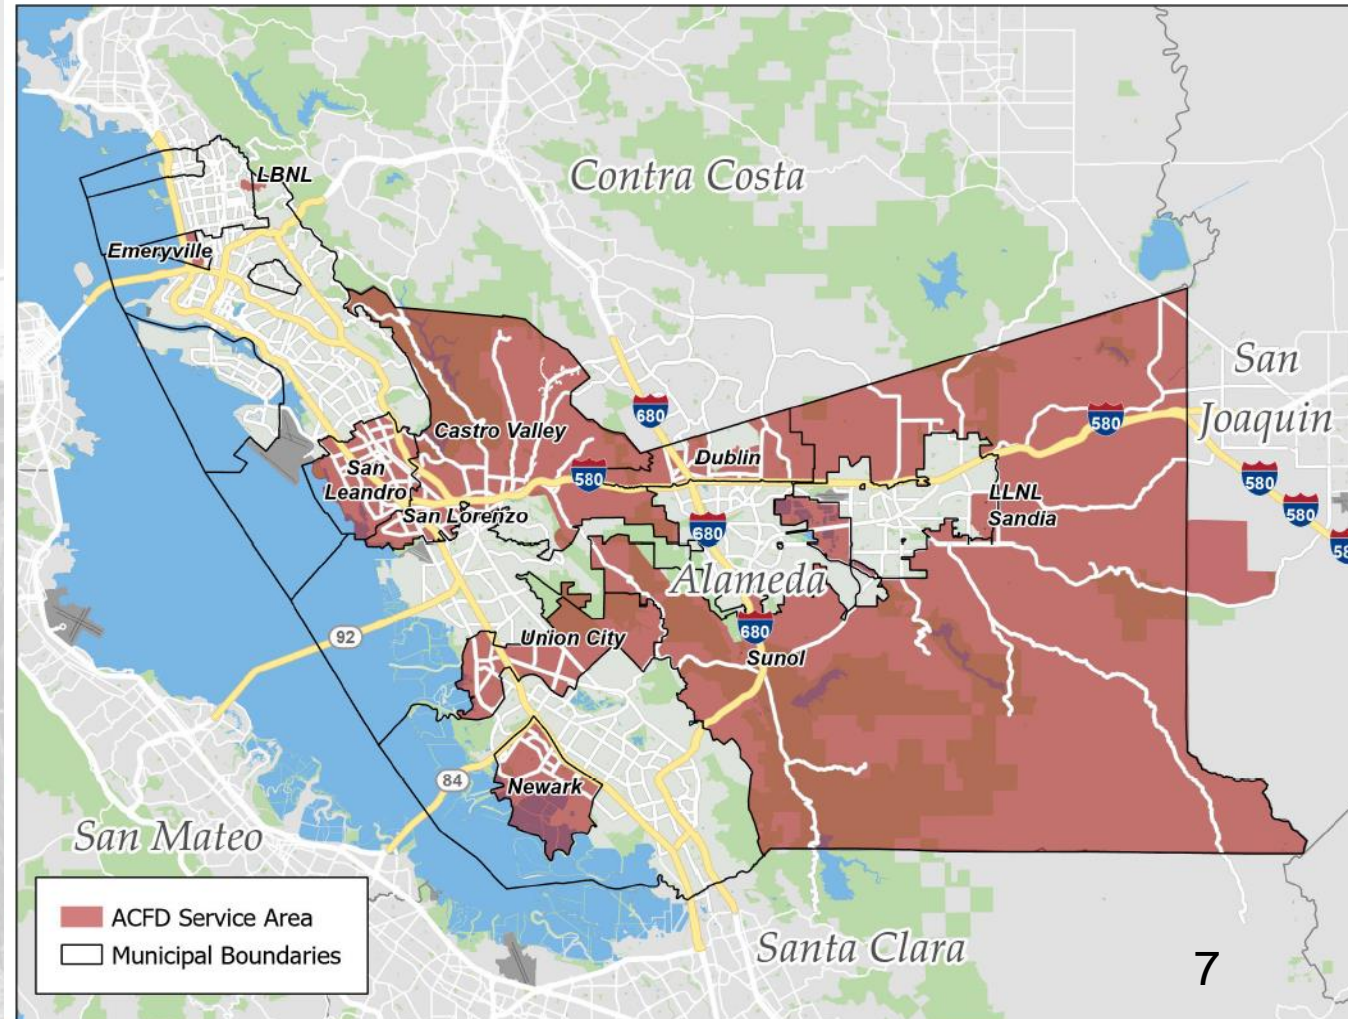 LBNL
Contra Costa
Emeryville
San
Joaquin
680
580
Castro Valley
Dublin
San
Leandro
580
580
580
58
LLNL
Sandia
San Lorenzo
680
Alameda
92
Union City
680
Sunol
84
Newark
San Mateo
ACFD Service Area
Municipal Boundaries
Santa Clara
7